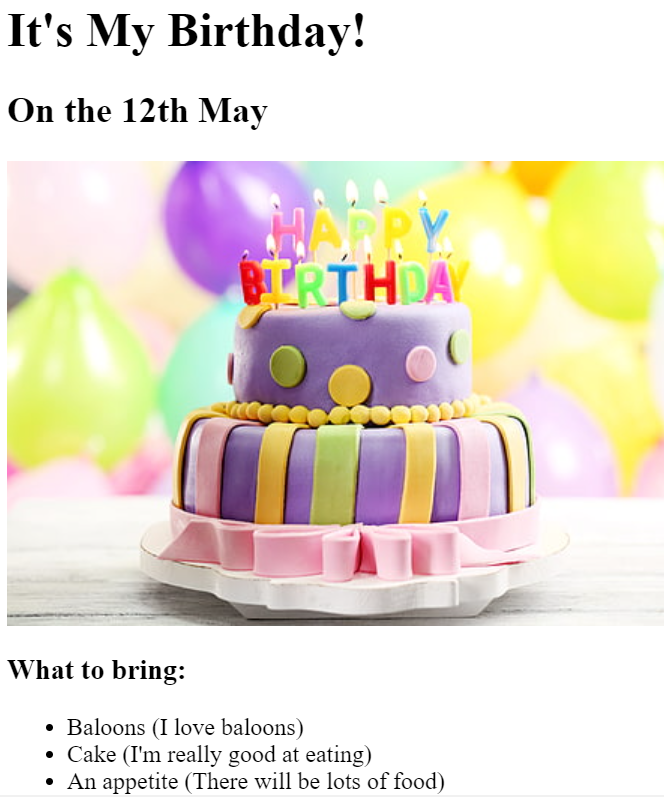 It's My Birthday!
On the 12th May
HAPPY
BIRTHDAY
What to bring:
• Baloons (I love baloons)
• Cake (I'm really good at eating)
• An appetite (There will be lots of food)